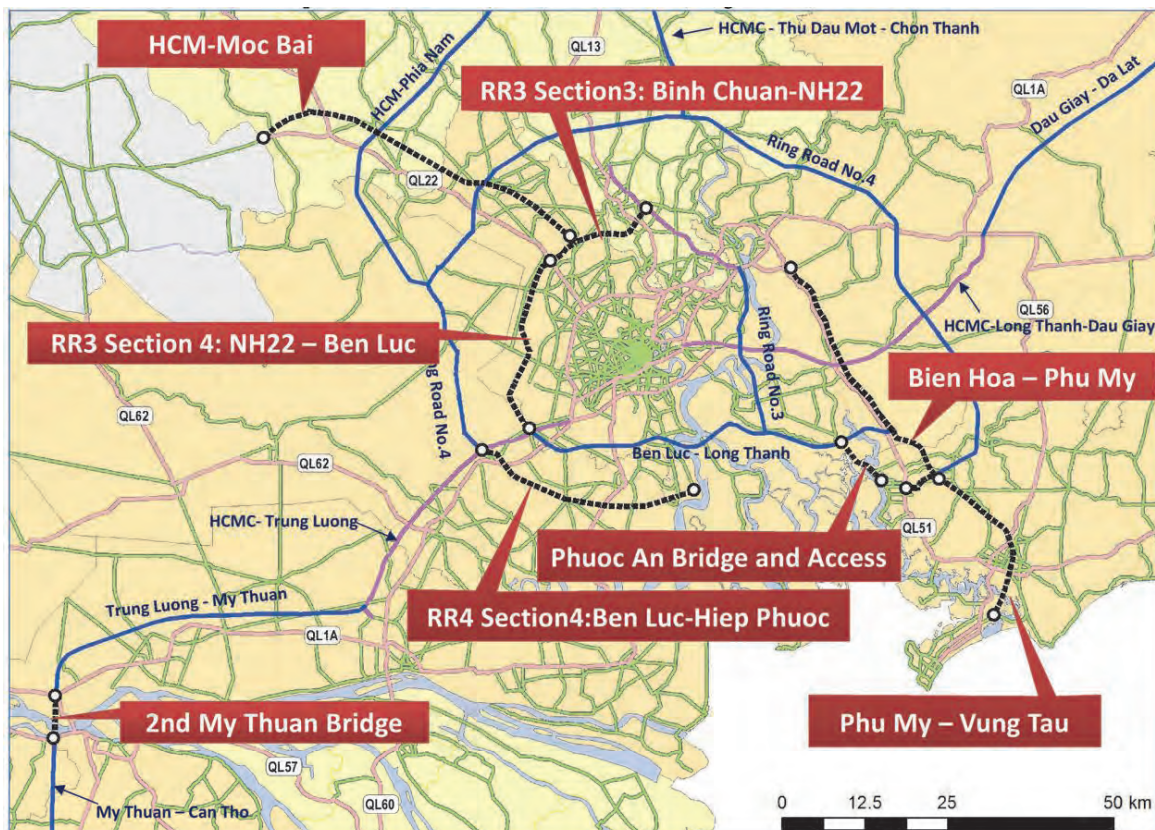 HCM-Moc Bai
QL13
HCMC - Thu Dau Mot - Chon Thanh
HCM-Phia Nam
RR3 Section3: Binh Chuan-NH22
QL1A
Dau Giay - Da Lat
Ring Road No.4
QL22
HCMC-Long Thanh-Dau Giay
QL56
RR3 Section 4: NH22 – Ben Luc
Ring Road No.3
Bien Hoa – Phu My
QL62
Road No.4
QL62
Ben Luc - Long Thanh
HCMC- Trung Luong
QL51
Phuoc An Bridge and Access
Trung Luong - My Thuan
RR4 Section4:Ben Luc-Hiep Phuoc
QL1A
2nd My Thuan Bridge
Phu My – Vung Tau
QL57
QL60
My Thuan – Can Tho
0 12.5 25 50 km